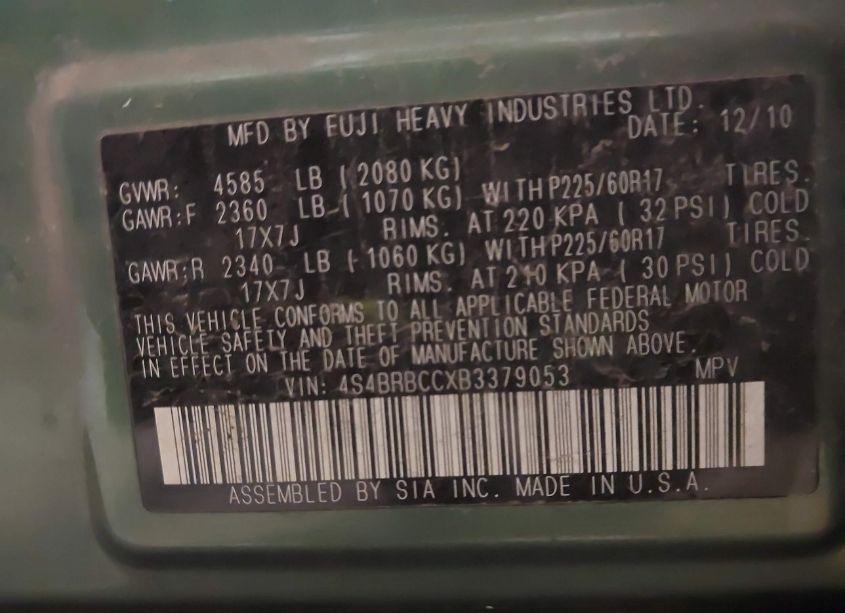 MFD BY FUJI HEAVY INDUSTRIES LTD.
DATE: 12/10
GVWR: 4585 LB ( 2080 KG)
GAWR:F 2360 LB ( 1070 KG) WITH P225/60R17 TIRES.
17X7J RIMS. AT 220 KPA ( 32 PSI) COLD
GAWR:R 2340 LB ( 1060 KG) WITH P225/60R17 TIRES.
17X7J RIMS. AT 210 KPA ( 30 PSI) COLD
THIS VEHICLE CONFORMS TO ALL APPLICABLE FEDERAL MOTOR
VEHICLE SAFETY AND THEFT PREVENTION STANDARDS
IN EFFECT ON THE DATE OF MANUFACTURE SHOWN ABOVE.
VIN: 4S4BRBCCXB3379053 MPV
ASSEMBLED BY SIA INC. MADE IN U.S.A.